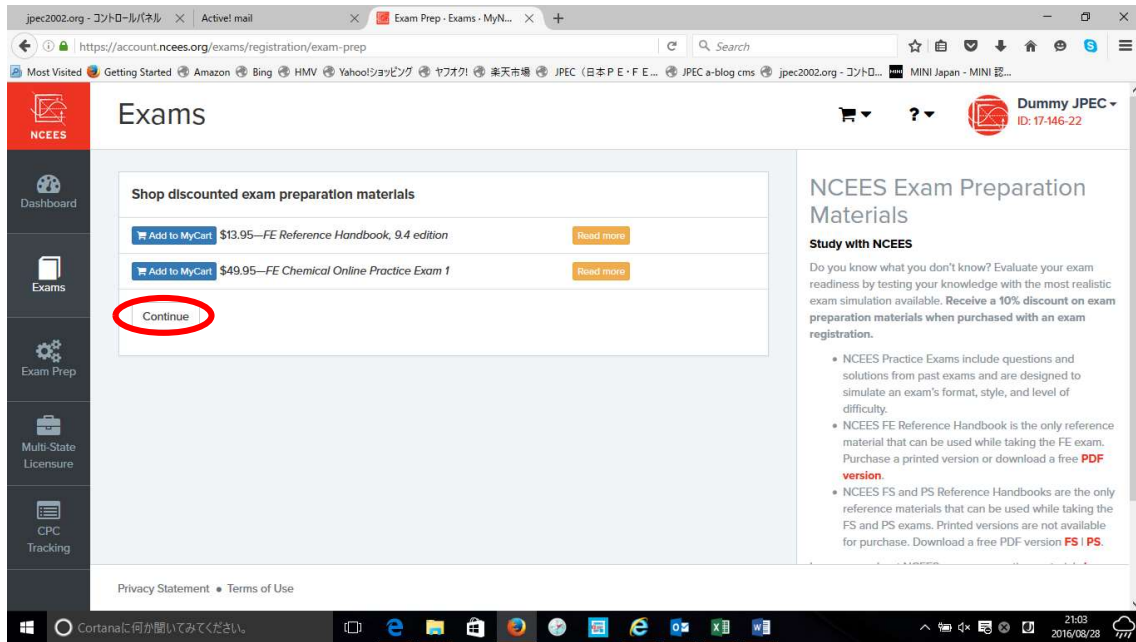 jpec2002.org - コントロールパネル
Active! mail
Exam Prep - Exams - MyN...
https://account.ncees.org/exams/registration/exam-prep
Search
Most Visited Getting Started Amazon Bing HMV Yahoo!ショッピング ヤフオク! 楽天市場 JPEC（日本ＰＥ・ＦＥ... JPEC a-blog cms jpec2002.org - コントロ... MINI Japan - MINI 認...
NCEES
Exams
?
Dummy JPEC
ID: 17-146-22
Dashboard
Exams
Exam Prep
Multi-State
Licensure
CPC
Tracking
Shop discounted exam preparation materials
Add to MyCart $13.95—FE Reference Handbook, 9.4 edition Read more
Add to MyCart $49.95—FE Chemical Online Practice Exam 1 Read more
Continue
NCEES Exam Preparation
Materials
Study with NCEES
Do you know what you don't know? Evaluate your exam
readiness by testing your knowledge with the most realistic
exam simulation available. Receive a 10% discount on exam
preparation materials when purchased with an exam
registration.
• NCEES Practice Exams include questions and
solutions from past exams and are designed to
simulate an exam's format, style, and level of
difficulty.
• NCEES FE Reference Handbook is the only reference
material that can be used while taking the FE exam.
Purchase a printed version or download a free PDF
version.
• NCEES FS and PS Reference Handbooks are the only
reference materials that can be used while taking the
FS and PS exams. Printed versions are not available
for purchase. Download a free PDF version FS | PS.
Privacy Statement • Terms of Use
Cortanaに何か聞いてみてください。
21:03
2016/08/28